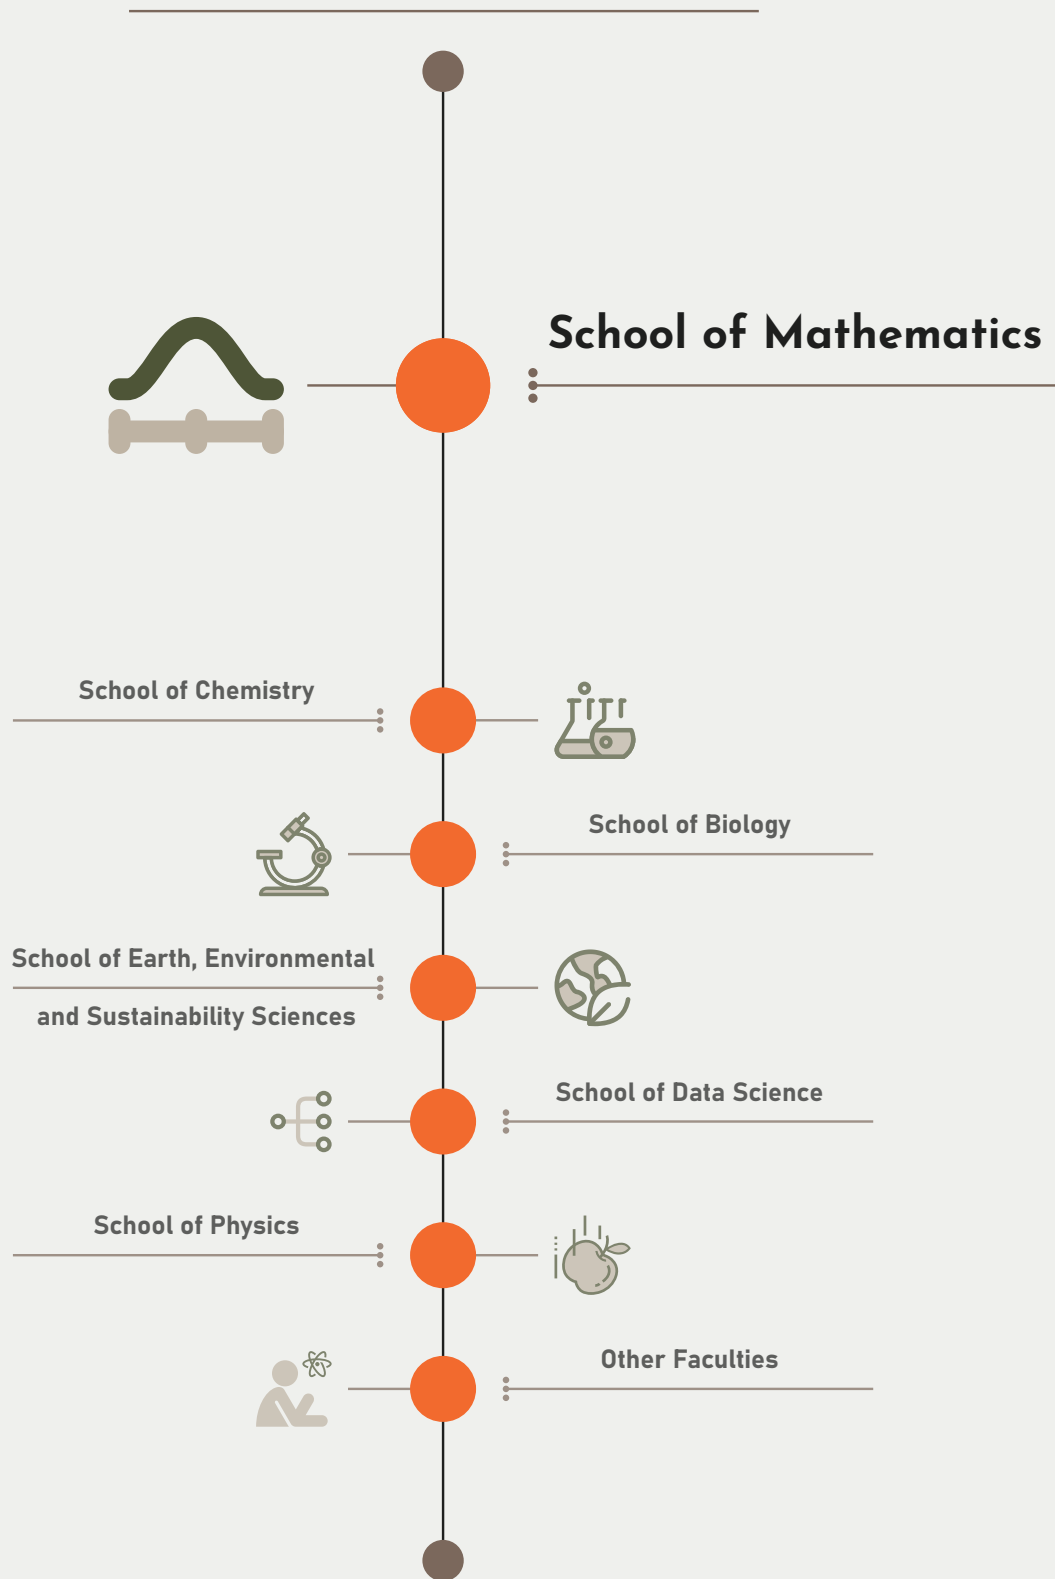 School of Mathematics
School of Chemistry
School of Biology
School of Earth, Environmental
and Sustainability Sciences
School of Data Science
School of Physics
Other Faculties